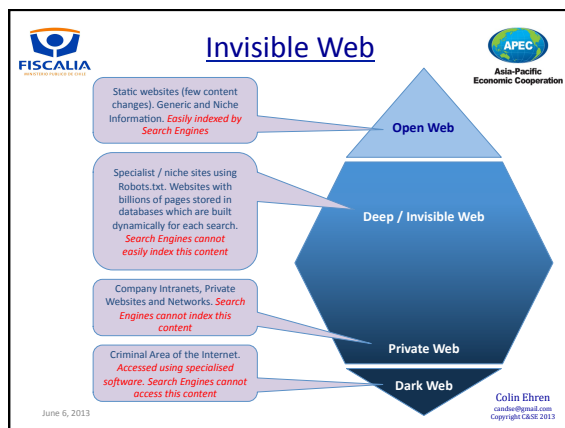 Invisible Web
FISCALIA
MINISTERIO PUBLICO DE CHILE
APEC
Asia-Pacific
Economic Cooperation
Static websites (few content
changes). Generic and Niche
Information. Easily indexed by
Search Engines
Open Web
Specialist / niche sites using
Robots.txt. Websites with
billions of pages stored in
databases which are built
dynamically for each search.
Search Engines cannot
easily index this content
Deep / Invisible Web
Company Intranets, Private
Websites and Networks. Search
Engines cannot index this
content
Private Web
Criminal Area of the Internet.
Accessed using specialised
software. Search Engines cannot
access this content
Dark Web
June 6, 2013
Colin Ehren
candse@gmail.com
Copyright C&SE 2013